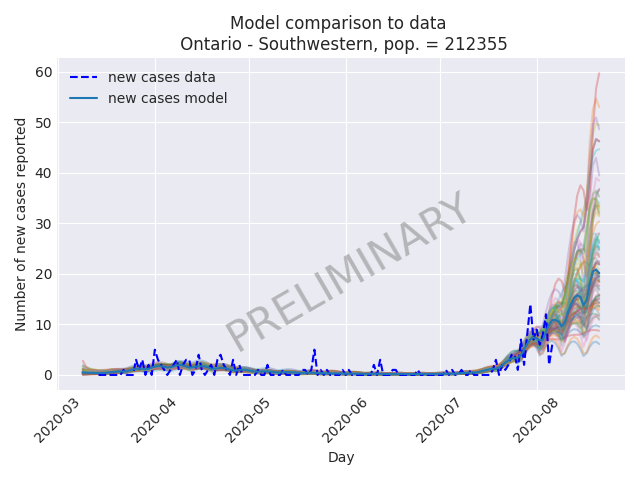 Model comparison to data
Ontario - Southwestern, pop. = 212355
new cases data
new cases model
Number of new cases reported
60
50
40
30
20
10
0
PRELIMINARY
2020-03
2020-04
2020-05
2020-06
2020-07
2020-08
Day